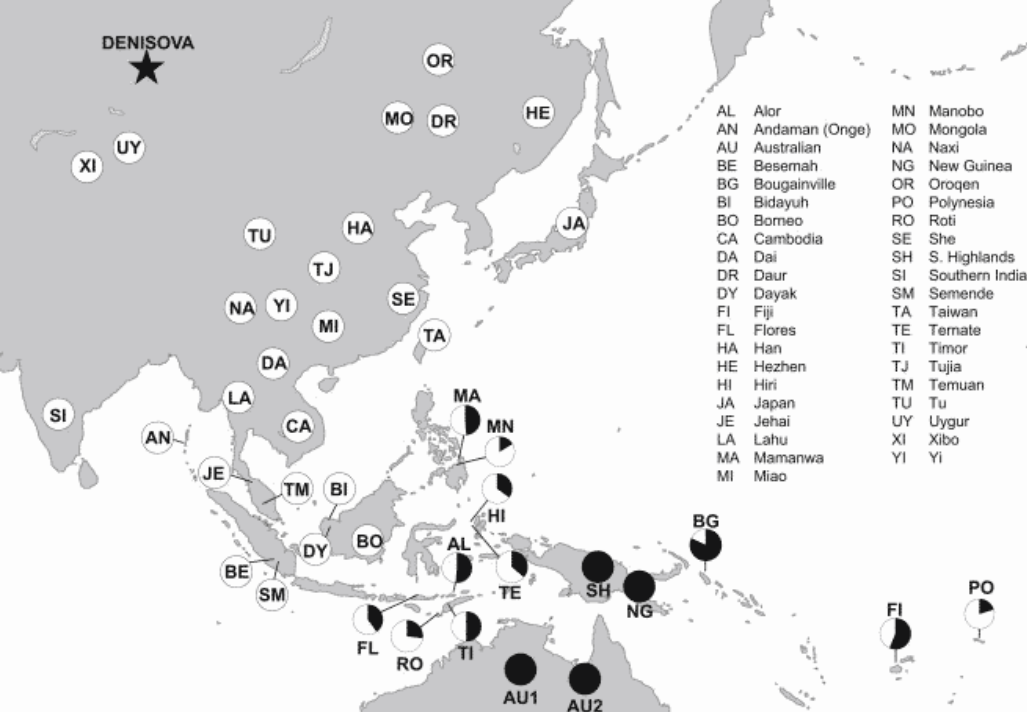 DENISOVA
OR
MO DR HE
UY
XI
TU HA JA
TJ
NA YI SE
MI TA
DA
LA
SI CA
AN
MA
MN
JE TM BI
HI
DY BO AL
BE SM
TE
SH
NG
BG
PO
FI
FL RO TI
AU1 AU2
AL Alor
AN Andaman (Onge)
AU Australian
BE Besemah
BG Bougainville
BI Bidayuh
BO Borneo
CA Cambodia
DA Dai
DR Daur
DY Dayak
FI Fiji
FL Flores
HA Han
HE Hezhen
HI Hiri
JA Japan
JE Jehai
LA Lahu
MA Mamanwa
MI Miao
MN Manobo
MO Mongola
NA Naxi
NG New Guinea
OR Oroqen
PO Polynesia
RO Roti
SE She
SH S. Highlands
SI Southern India
SM Semende
TA Taiwan
TE Ternate
TI Timor
TJ Tujia
TM Temuan
TU Tu
UY Uygur
XI Xibo
YI Yi